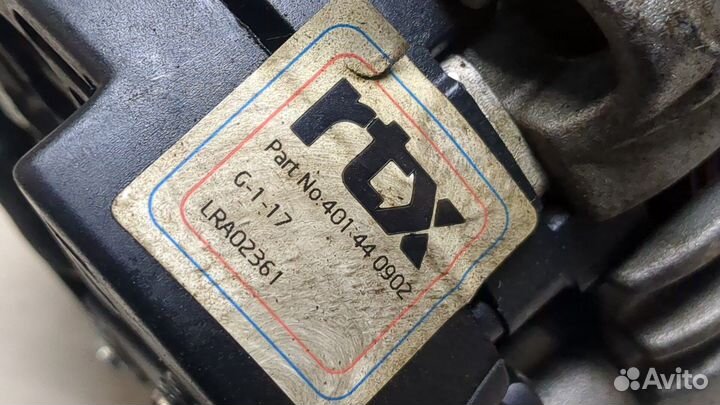 rtx
Part No:401 44 0902
G-1-17
LRA02361
Avito